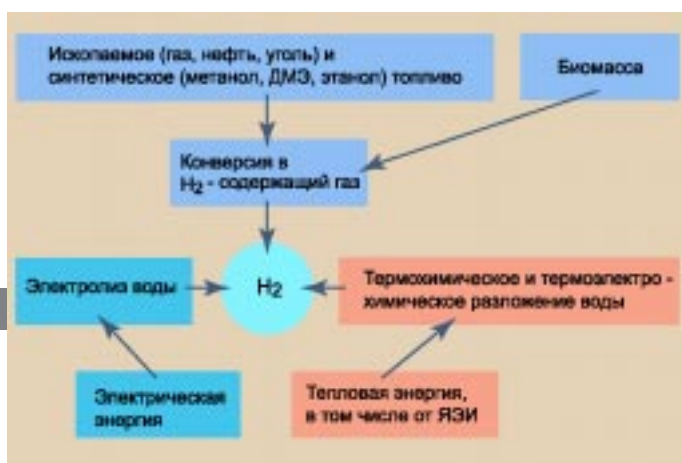 Ископаемое (газ, нефть, уголь) и
синтетическое (метанол, ДМЭ, этанол) топливо
Биомасса
Конверсия в
H2 - содержащий газ
Электролиз воды
H2
Термохимическое и термоэлектро -
химическое разложение воды
Электрическая
энергия
Тепловая энергия,
в том числе от ЯЭИ